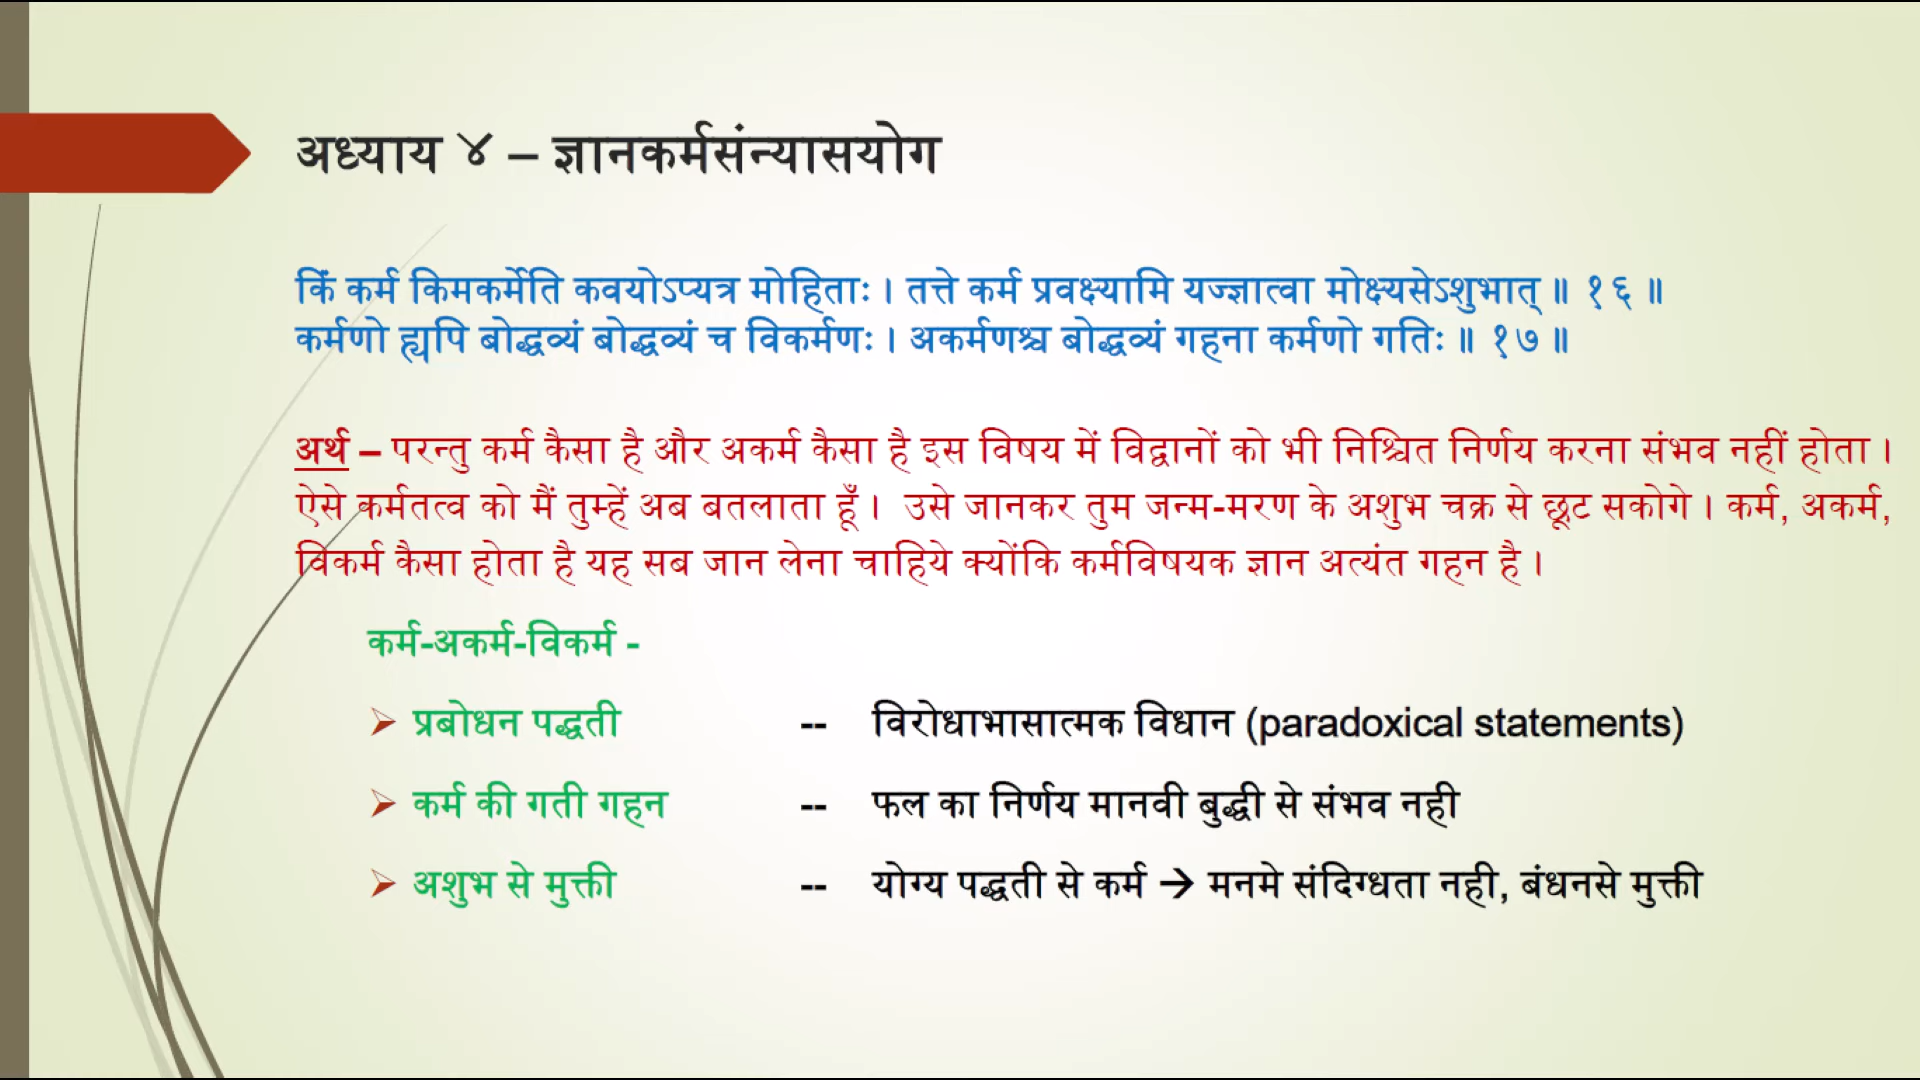 अध्याय ४ – ज्ञानकर्मसंन्यासयोग
किं कर्म किमकर्मेति कवयोऽप्यत्र मोहिताः । तत्ते कर्म प्रवक्ष्यामि यज्ज्ञात्वा मोक्ष्यसेऽशुभात् ॥ १६ ॥
कर्मणो ह्यपि बोद्धव्यं बोद्धव्यं च विकर्मणः । अकर्मणश्च बोद्धव्यं गहना कर्मणो गतिः ॥ १७ ॥
अर्थ – परन्तु कर्म कैसा है और अकर्म कैसा है इस विषय में विद्वानों को भी निश्चित निर्णय करना संभव नहीं होता ।
ऐसे कर्मतत्व को मैं तुम्हें अब बतलाता हूँ । उसे जानकर तुम जन्म-मरण के अशुभ चक्र से छूट सकोगे । कर्म, अकर्म,
विकर्म कैसा होता है यह सब जान लेना चाहिये क्योंकि कर्मविषयक ज्ञान अत्यंत गहन है ।
कर्म-अकर्म-विकर्म -
प्रबोधन पद्धती -- विरोधाभासात्मक विधान (paradoxical statements)
कर्म की गती गहन -- फल का निर्णय मानवी बुद्धी से संभव नही
अशुभ से मुक्ती -- योग्य पद्धती से कर्म → मनमे संदिग्धता नही, बंधनसे मुक्ती